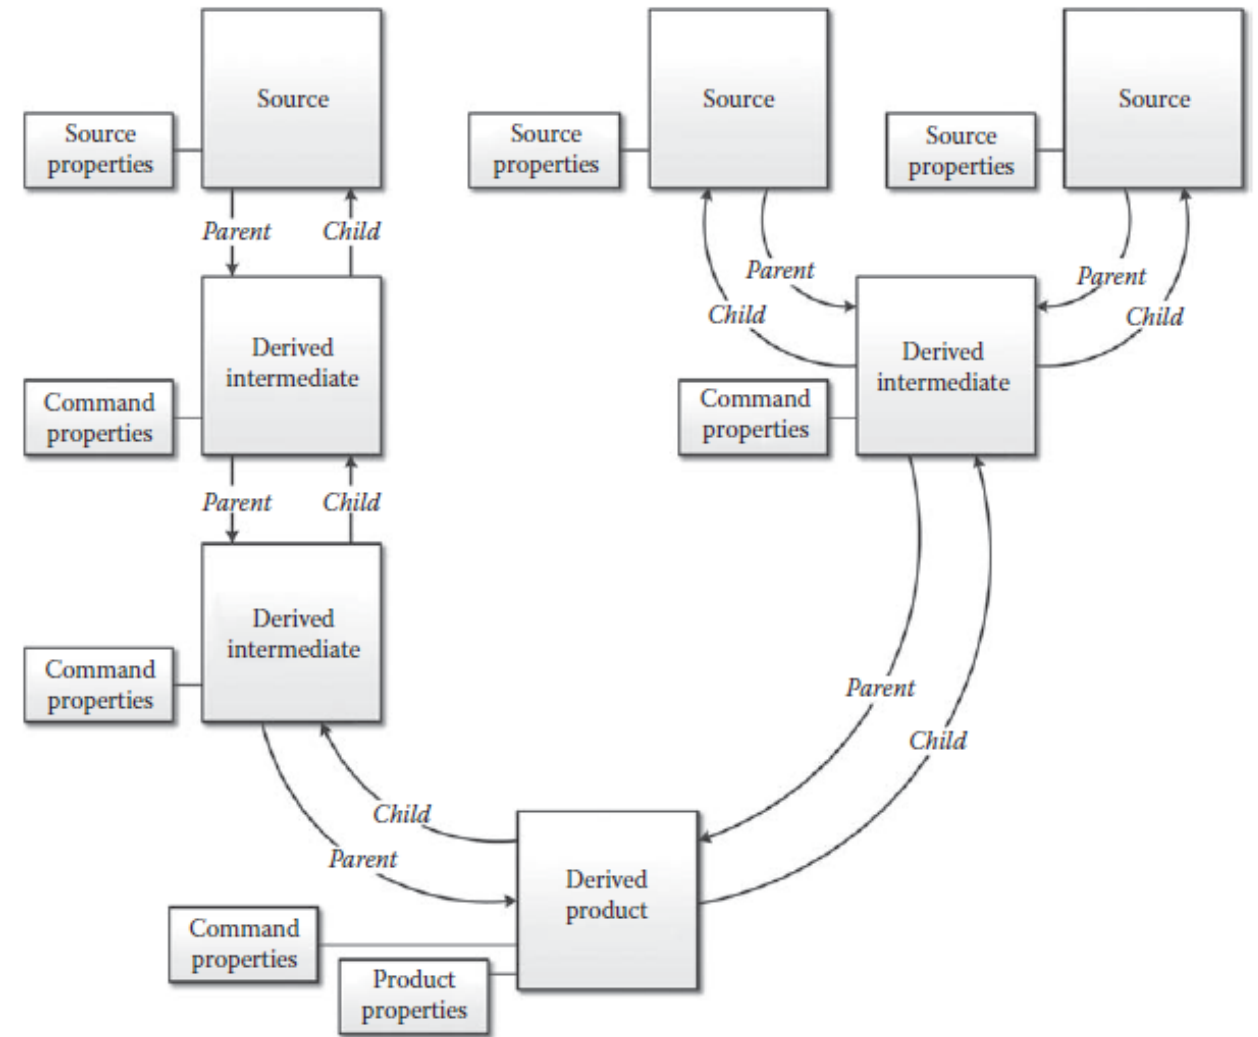 Source
Source
Source
Source
properties
Source
properties
Source
properties
Parent
Child
Parent
Child
Parent
Child
Derived
intermediate
Derived
intermediate
Command
properties
Command
properties
Parent
Child
Derived
intermediate
Command
properties
Parent
Child
Child
Parent
Derived
product
Command
properties
Product
properties